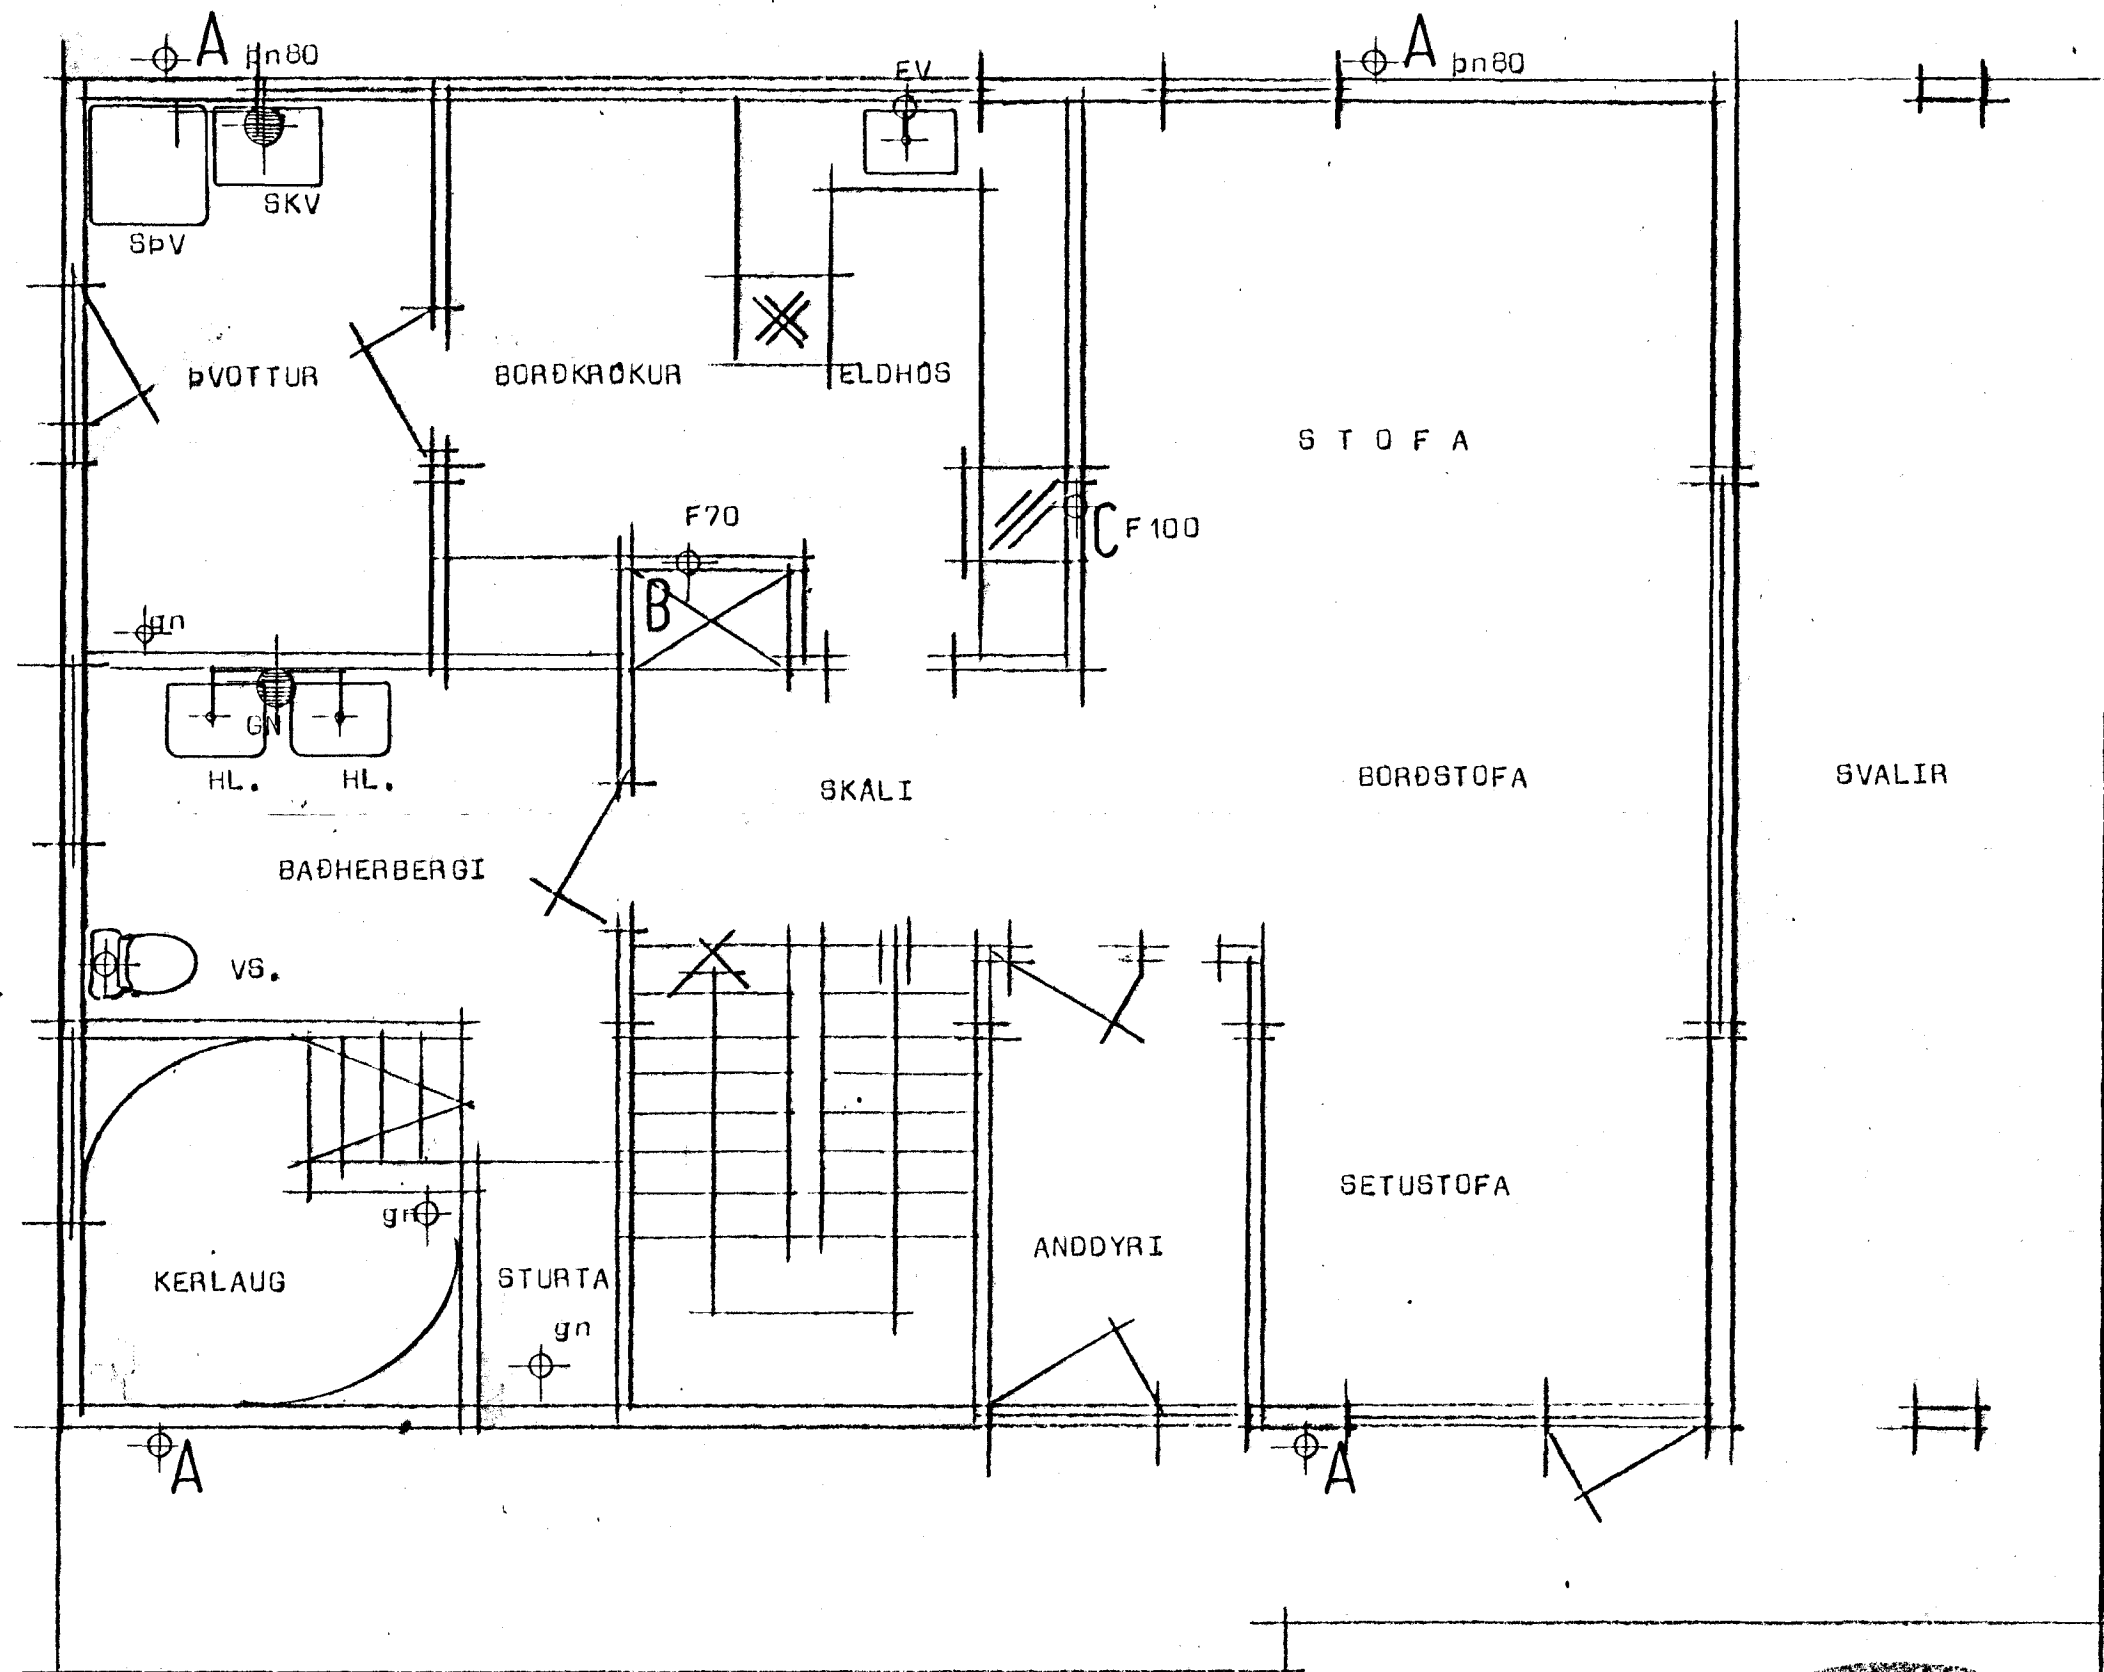 A þn80
A þn80
EV
SKV
SÞV
ÞVOTTUR
BORÐKRÓKUR
ELDHÚS
STOFA
F70
C F100
B
gn
GN
HL.
HL.
SKÁLI
BORÐSTOFA
SVALIR
BAÐHERBERGI
VS.
SETUSTOFA
gn
ANDDYRI
KERLAUG
STURTA
gn
A
A